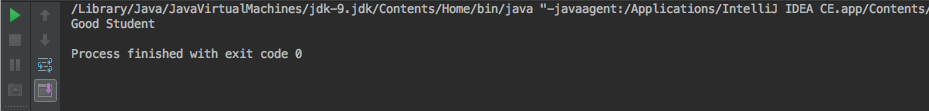 /Library/Java/JavaVirtualMachines/jdk-9.jdk/Contents/Home/bin/java "-javaagent:/Applications/IntelliJ IDEA CE.app/Contents/
Good Student
Process finished with exit code 0